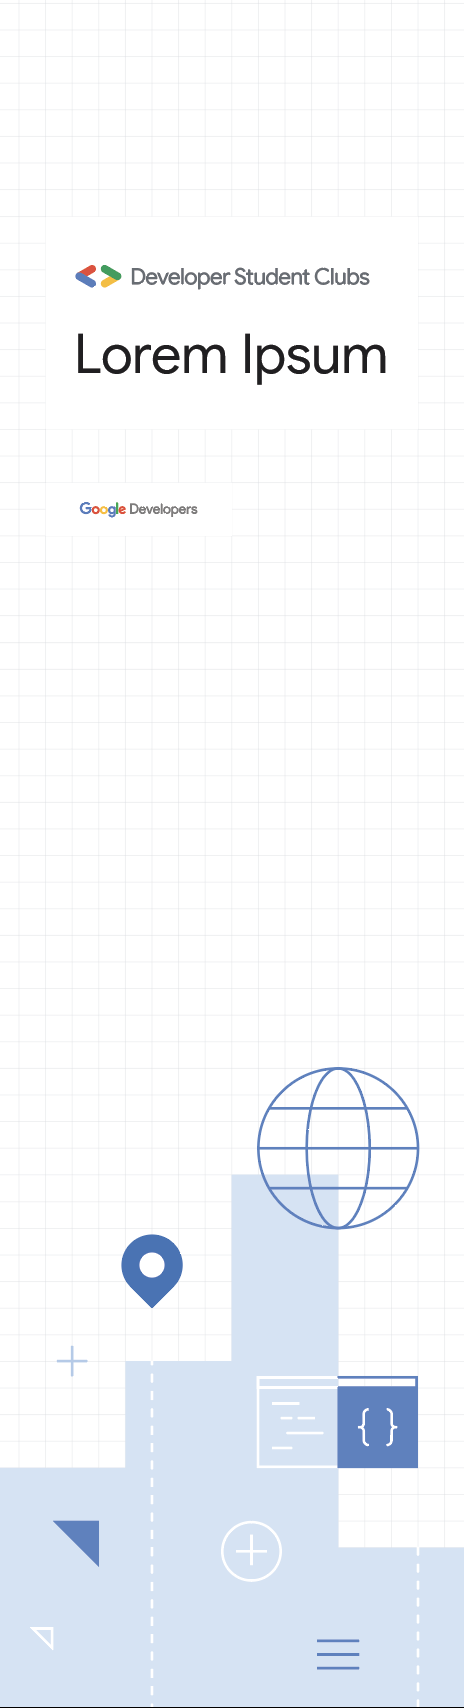 Developer Student Clubs
Lorem Ipsum
Google Developers
{ }